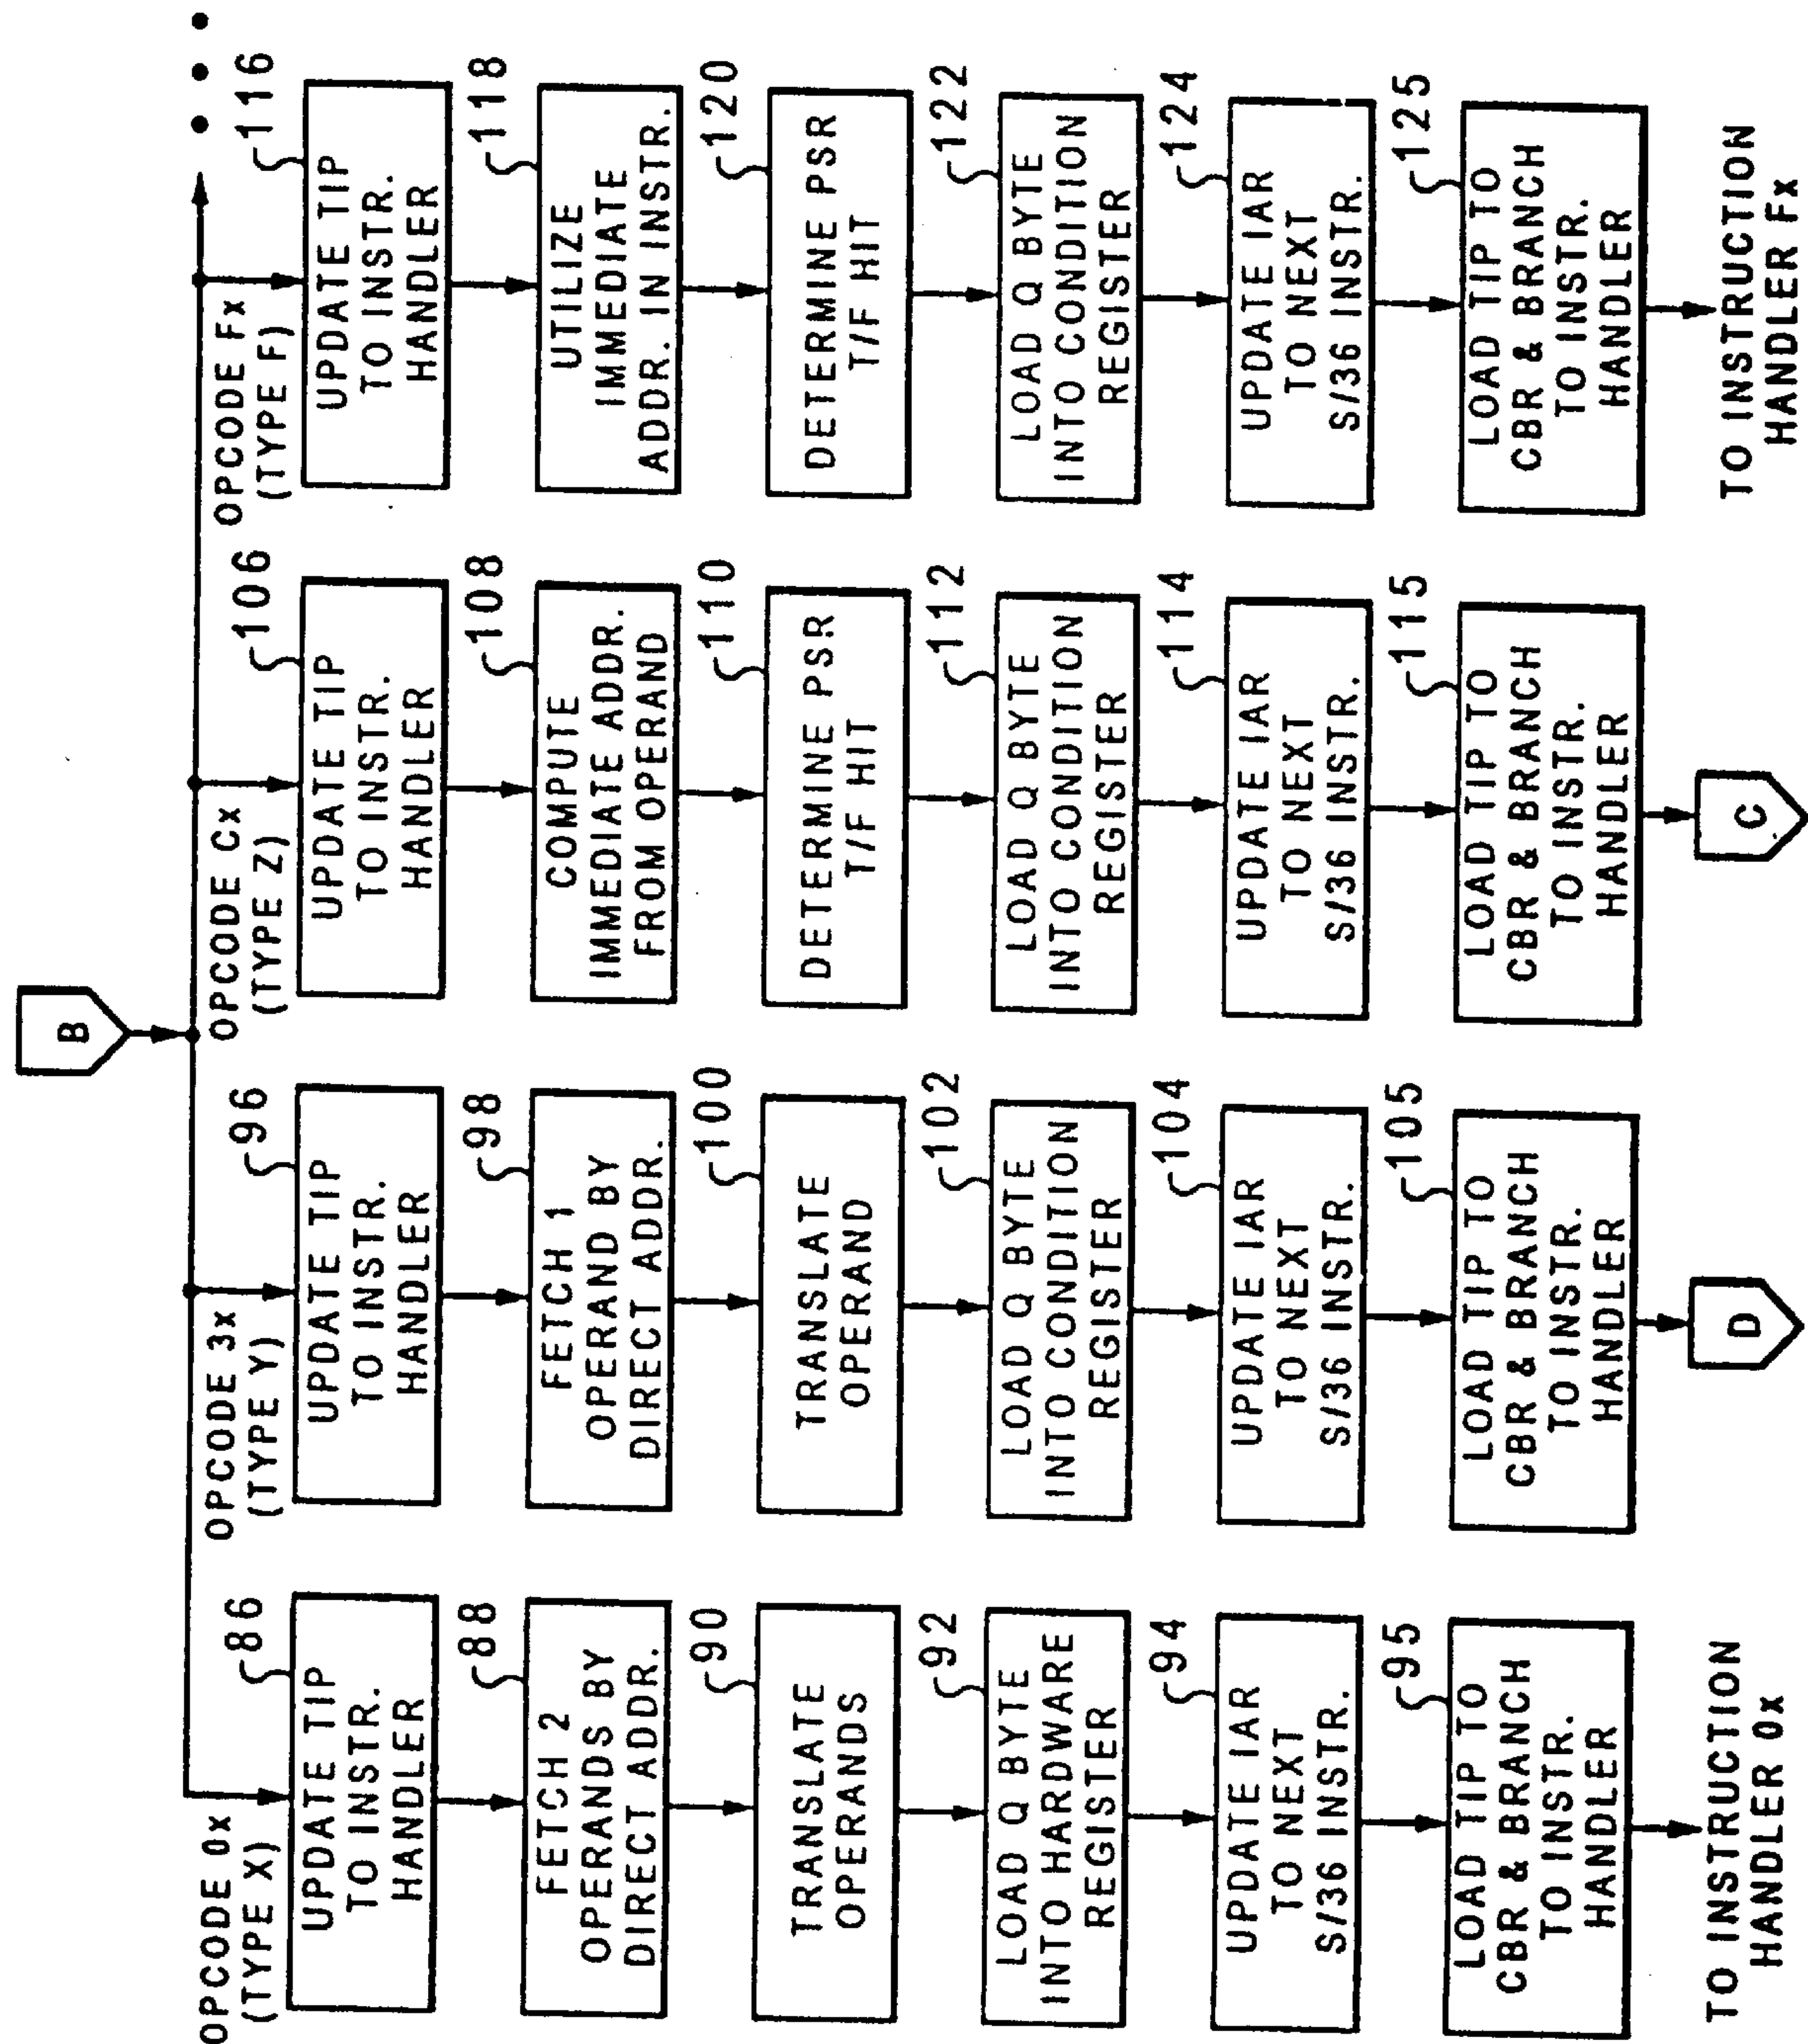 B
OPCODE 0x
(TYPE X)
86
UPDATE TIP
TO INSTR.
HANDLER
88
FETCH 2
OPERANDS BY
DIRECT ADDR.
90
TRANSLATE
OPERANDS
92
LOAD Q BYTE
INTO HARDWARE
REGISTER
94
UPDATE IAR
TO NEXT
S/36 INSTR.
95
LOAD TIP TO
CBR & BRANCH
TO INSTR.
HANDLER
TO INSTRUCTION
HANDLER 0x
OPCODE 3x
(TYPE Y)
96
UPDATE TIP
TO INSTR.
HANDLER
98
FETCH 1
OPERAND BY
DIRECT ADDR.
100
TRANSLATE
OPERAND
102
LOAD Q BYTE
INTO CONDITION
REGISTER
104
UPDATE IAR
TO NEXT
S/36 INSTR.
105
LOAD TIP TO
CBR & BRANCH
TO INSTR.
HANDLER
D
OPCODE Cx
(TYPE Z)
106
UPDATE TIP
TO INSTR.
HANDLER
108
COMPUTE
IMMEDIATE ADDR.
FROM OPERAND
110
DETERMINE PSR
T/F HIT
112
LOAD Q BYTE
INTO CONDITION
REGISTER
114
UPDATE IAR
TO NEXT
S/36 INSTR.
115
LOAD TIP TO
CBR & BRANCH
TO INSTR.
HANDLER
C
OPCODE Fx
(TYPE F)
116
UPDATE TIP
TO INSTR.
HANDLER
118
UTILIZE
IMMEDIATE
ADDR. IN INSTR.
120
DETERMINE PSR
T/F HIT
122
LOAD Q BYTE
INTO CONDITION
REGISTER
124
UPDATE IAR
TO NEXT
S/36 INSTR.
125
LOAD TIP TO
CBR & BRANCH
TO INSTR.
HANDLER
TO INSTRUCTION
HANDLER Fx